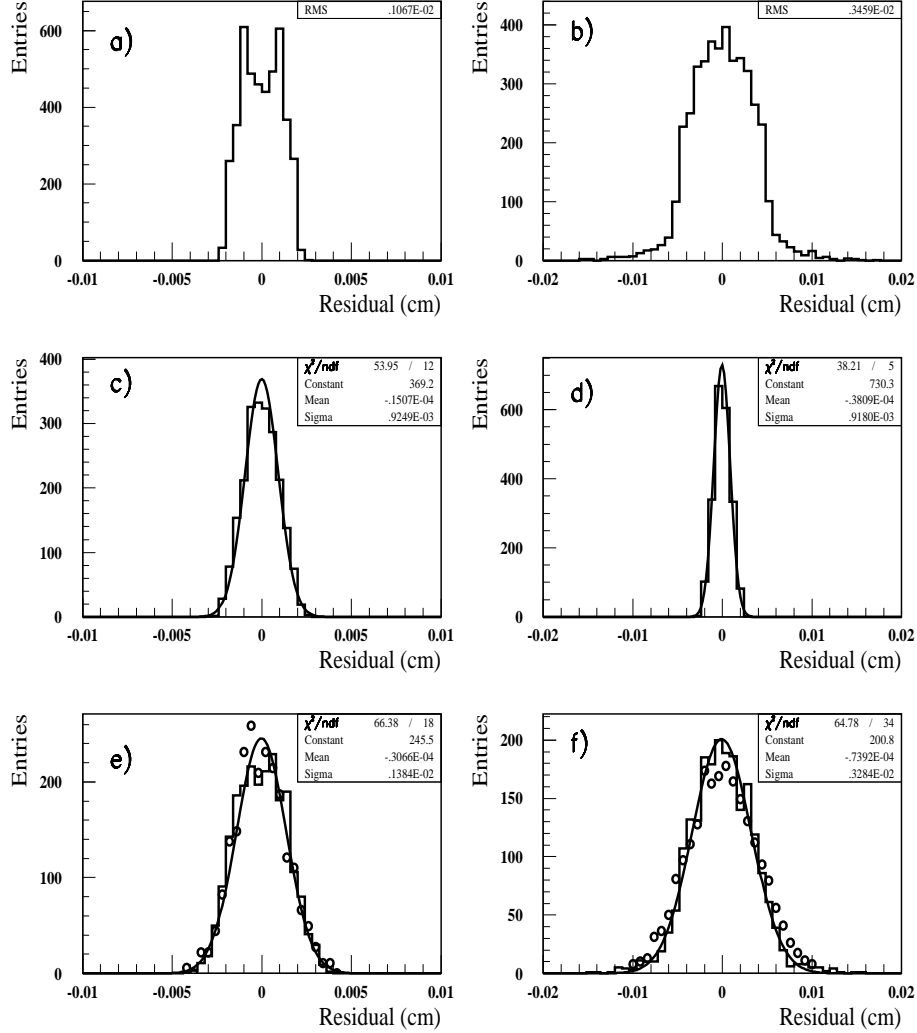 a)
Entries
RMS .1067E-02
600
400
200
0
-0.01 -0.005 0 0.005 0.01
Residual (cm)
b)
Entries
RMS .3459E-02
400
300
200
100
0
-0.02 -0.01 0 0.01 0.02
Residual (cm)
c)
Entries
χ²/ndf 53.95 / 12
Constant 369.2
Mean -.1507E-04
Sigma .9249E-03
400
300
200
100
0
-0.01 -0.005 0 0.005 0.01
Residual (cm)
d)
Entries
χ²/ndf 38.21 / 5
Constant 730.3
Mean -.3809E-04
Sigma .9180E-03
600
400
200
0
-0.02 -0.01 0 0.01 0.02
Residual (cm)
e)
Entries
χ²/ndf 66.38 / 18
Constant 245.5
Mean -.3066E-04
Sigma .1384E-02
200
100
0
-0.01 -0.005 0 0.005 0.01
Residual (cm)
f)
Entries
χ²/ndf 64.78 / 34
Constant 200.8
Mean -.7392E-04
Sigma .3284E-02
200
150
100
50
0
-0.02 -0.01 0 0.01 0.02
Residual (cm)